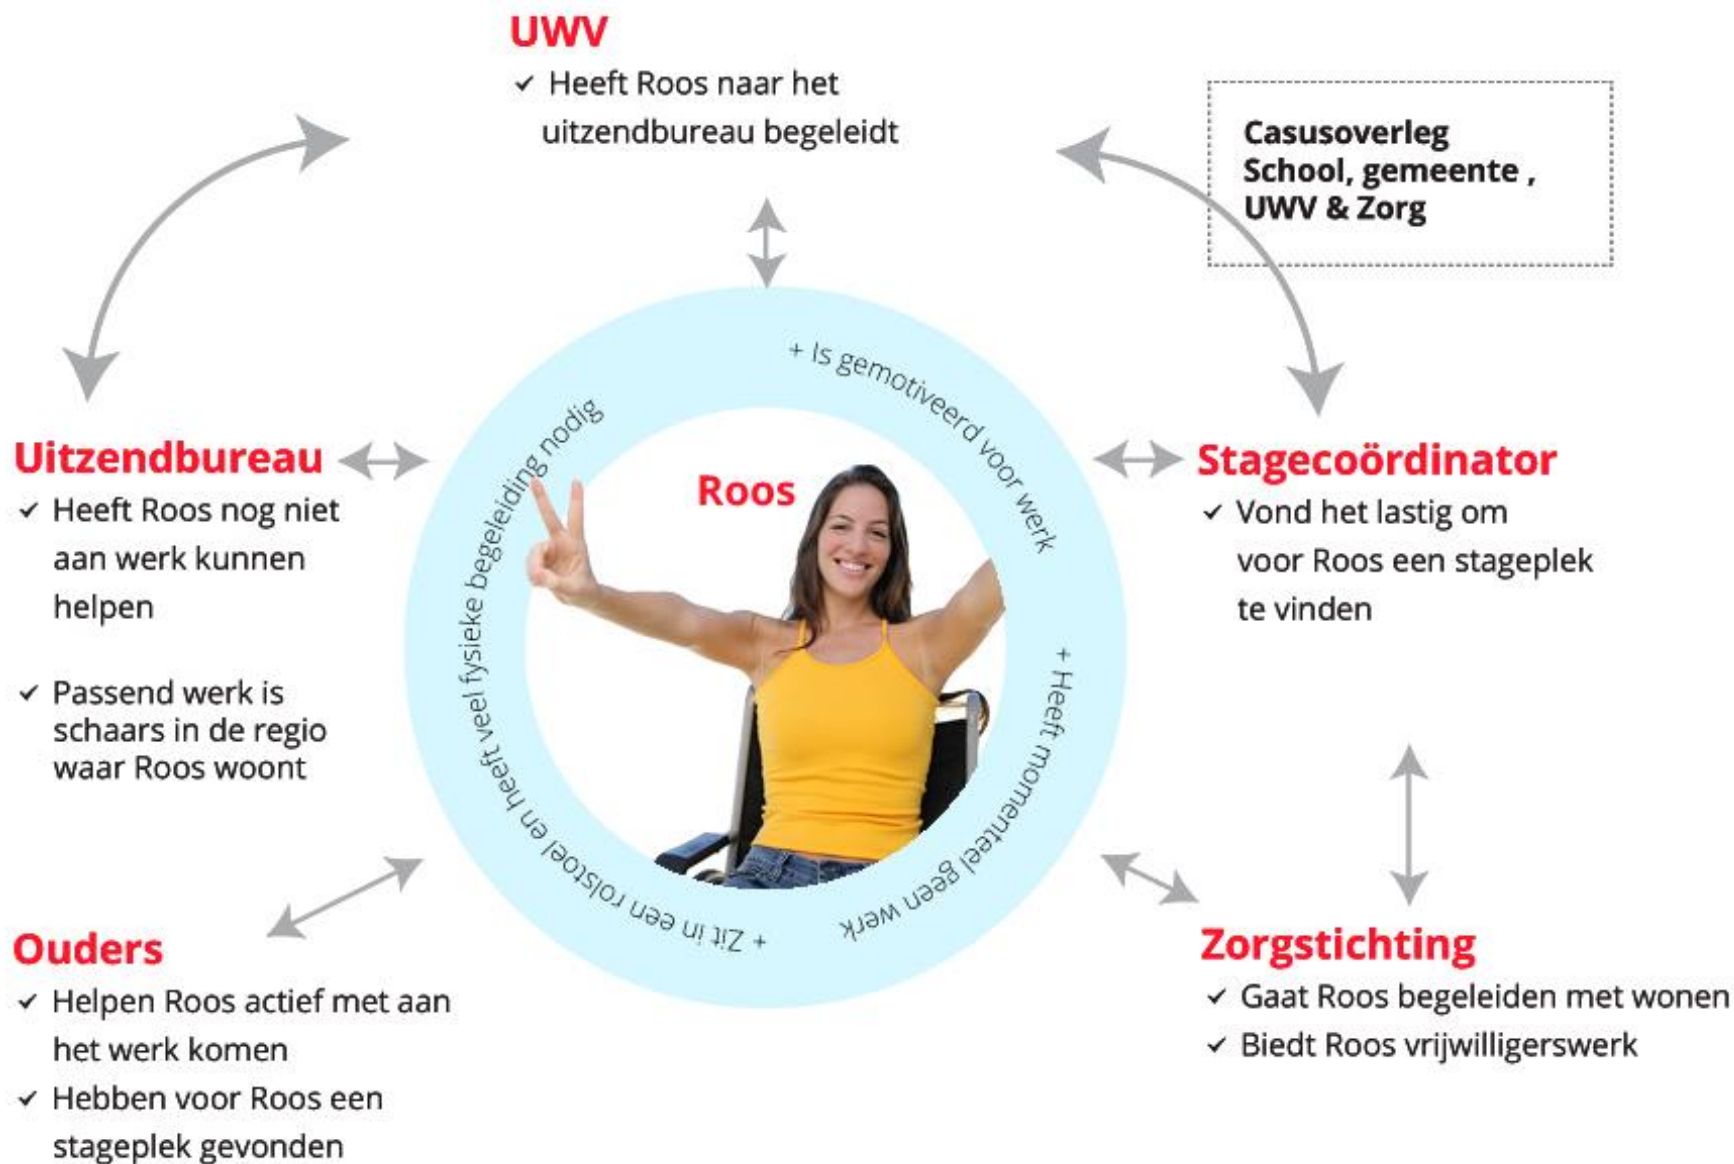 UWV
✓ Heeft Roos naar het
uitzendbureau begeleidt
Casusoverleg
School, gemeente ,
UWV & Zorg
+ Is gemotiveerd voor werk
+ Heeft momenteel geen werk
+ Zit in een rolstoel en heeft veel fysieke begeleiding nodig
Roos
Uitzendbureau
✓ Heeft Roos nog niet
aan werk kunnen
helpen
✓ Passend werk is
schaars in de regio
waar Roos woont
Stagecoördinator
✓ Vond het lastig om
voor Roos een stageplek
te vinden
Ouders
✓ Helpen Roos actief met aan
het werk komen
✓ Hebben voor Roos een
stageplek gevonden
Zorgstichting
✓ Gaat Roos begeleiden met wonen
✓ Biedt Roos vrijwilligerswerk